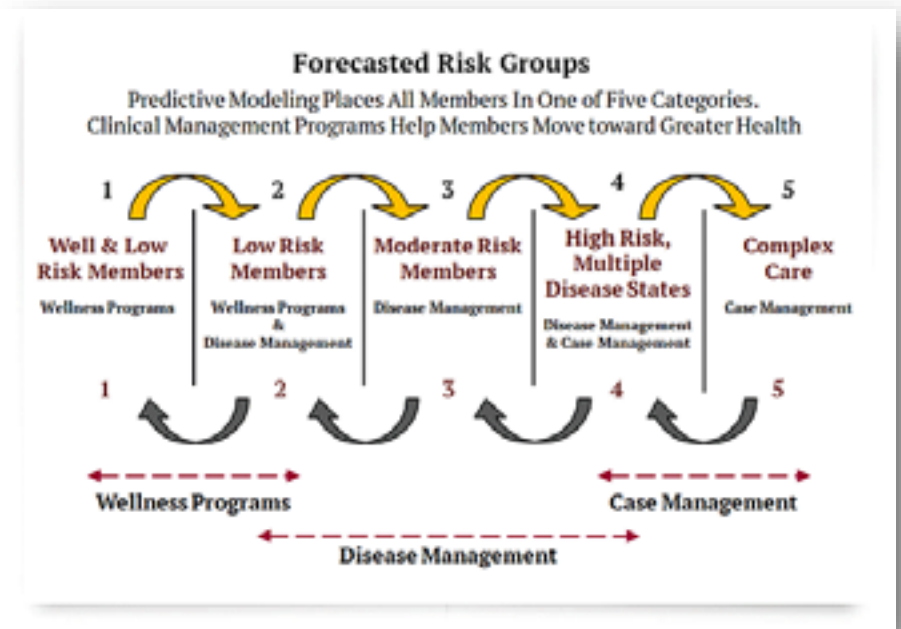 Forecasted Risk Groups
Predictive Modeling Places All Members In One of Five Categories.
Clinical Management Programs Help Members Move toward Greater Health
1 2 3 4 5
Well & Low
Risk Members
Wellness Programs
Low Risk
Members
Wellness Programs
&
Disease Management
Moderate Risk
Members
Disease Management
High Risk,
Multiple
Disease States
Disease Management
& Case Management
Complex
Care
Case Management
1 2 3 4 5
Wellness Programs
Case Management
Disease Management